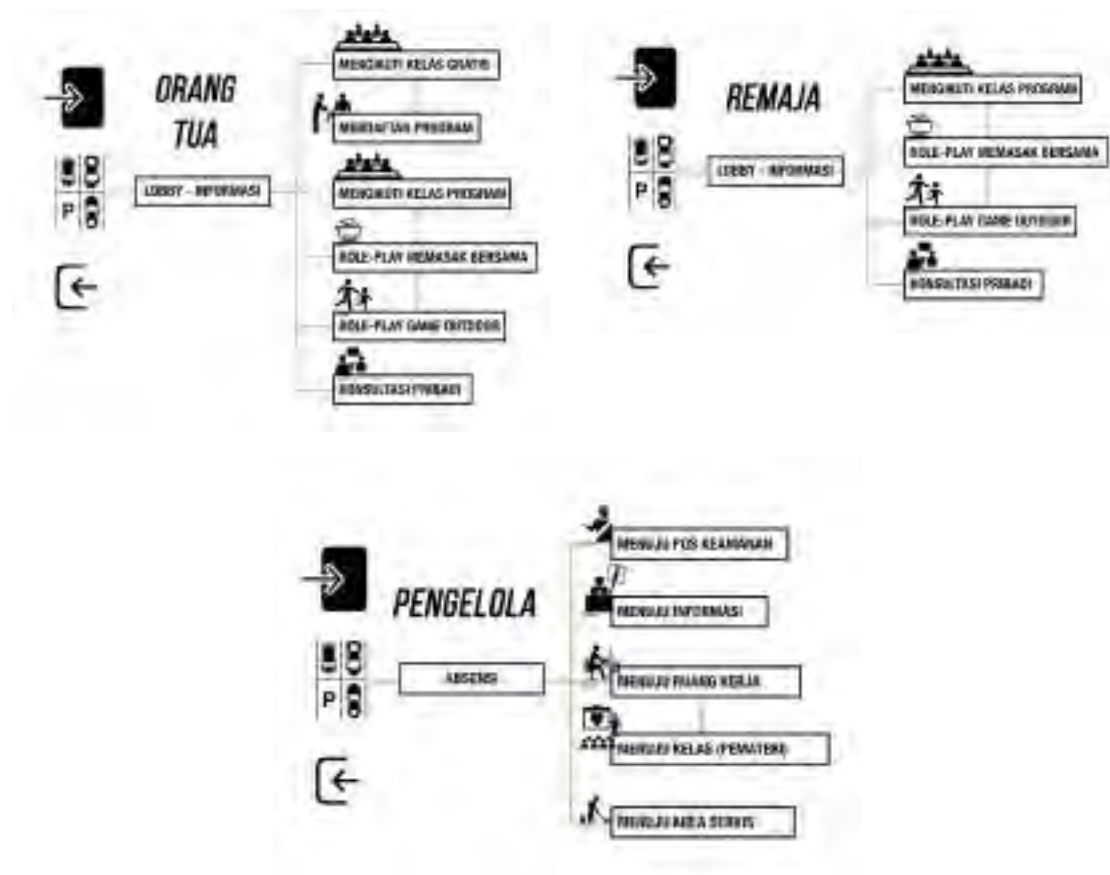 ORANG
TUA
P
LOBBY - INFORMASI
MENGIKUTI KELAS GRATIS
MENDAFTAR PROGRAM
MENGIKUTI KELAS PROGRAM
ROLE-PLAY MEMASAK BERSAMA
ROLE-PLAY GAME OUTDOOR
KONSULTASI PRIBADI
REMAJA
P
LOBBY - INFORMASI
MENGIKUTI KELAS PROGRAM
ROLE-PLAY MEMASAK BERSAMA
ROLE-PLAY GAME OUTDOOR
KONSULTASI PRIBADI
PENGELOLA
P
ABSENSI
MENUJU POS KEAMANAN
MENUJU INFORMASI
MENUJU RUANG KERJA
MENUJU KELAS (PEMATERI)
MENUJU AREA SERVIS